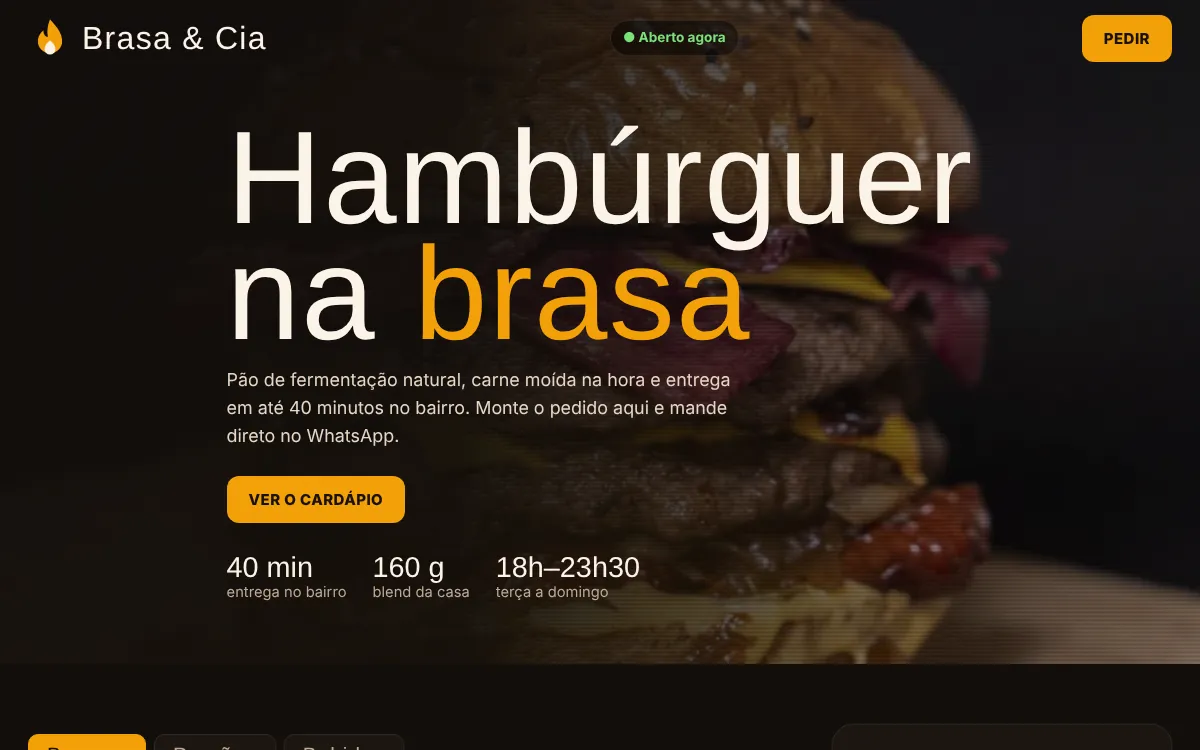 Brasa & Cia
Aberto agora
PEDIR
Hambúrguer
na brasa
Pão de fermentação natural, carne moída na hora e entrega
em até 40 minutos no bairro. Monte o pedido aqui e mande
direto no WhatsApp.
VER O CARDÁPIO
40 min
160 g
18h–23h30
entrega no bairro
blend da casa
terça a domingo